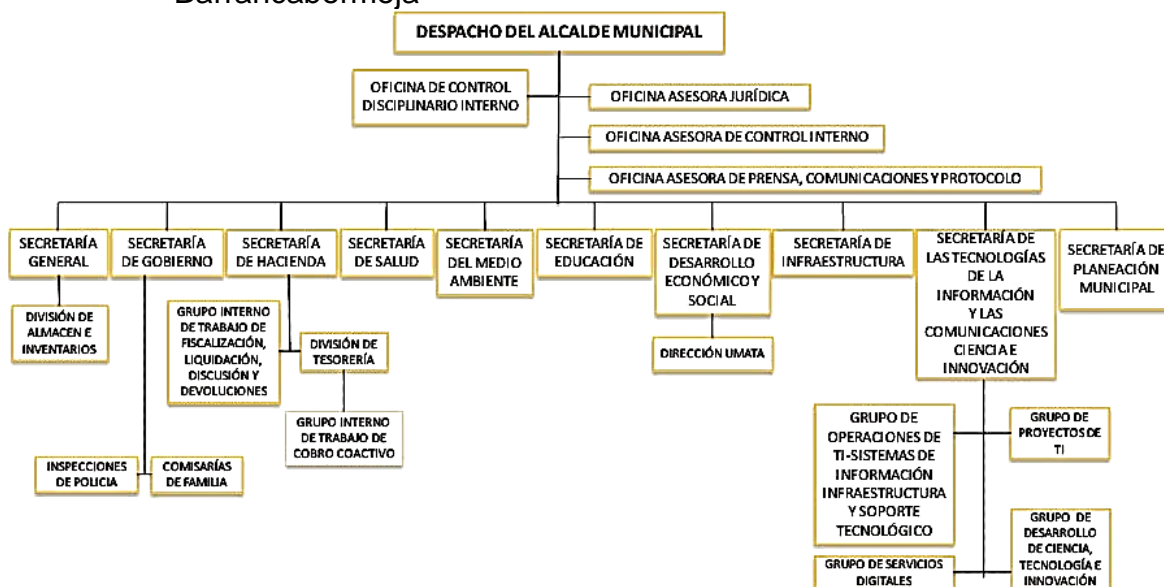 Barrancabermeja
DESPACHO DEL ALCALDE MUNICIPAL
OFICINA DE CONTROL
DISCIPLINARIO INTERNO
OFICINA ASESORA JURÍDICA
OFICINA ASESORA DE CONTROL INTERNO
OFICINA ASESORA DE PRENSA, COMUNICACIONES Y PROTOCOLO
SECRETARÍA
GENERAL
SECRETARÍA
DE GOBIERNO
SECRETARÍA
DE HACIENDA
SECRETARÍA
DE SALUD
SECRETARÍA
DEL MEDIO
AMBIENTE
SECRETARÍA DE
EDUCACIÓN
SECRETARÍA DE
DESARROLLO
ECONÓMICO Y
SOCIAL
SECRETARÍA DE
INFRAESTRUCTURA
SECRETARÍA DE
LAS TECNOLOGÍAS
DE LA
INFORMACIÓN
Y LAS
COMUNICACIONES
CIENCIA E
INNOVACIÓN
SECRETARÍA DE
PLANEACIÓN
MUNICIPAL
DIVISIÓN DE
ALMACEN E
INVENTARIOS
GRUPO INTERNO
DE TRABAJO DE
FISCALIZACIÓN,
LIQUIDACIÓN,
DISCUSIÓN Y
DEVOLUCIONES
DIVISIÓN DE
TESORERÍA
DIRECCIÓN UMATA
GRUPO INTERNO
DE TRABAJO DE
COBRO COACTIVO
INSPECCIONES
DE POLICIA
COMISARÍAS
DE FAMILIA
GRUPO DE
OPERACIONES DE
TI-SISTEMAS DE
INFORMACIÓN
INFRAESTRUCTURA
Y SOPORTE
TECNOLÓGICO
GRUPO DE
PROYECTOS DE
TI
GRUPO DE SERVICIOS
DIGITALES
GRUPO DE
DESARROLLO
DE CIENCIA,
TECNOLOGÍA E
INNOVACIÓN